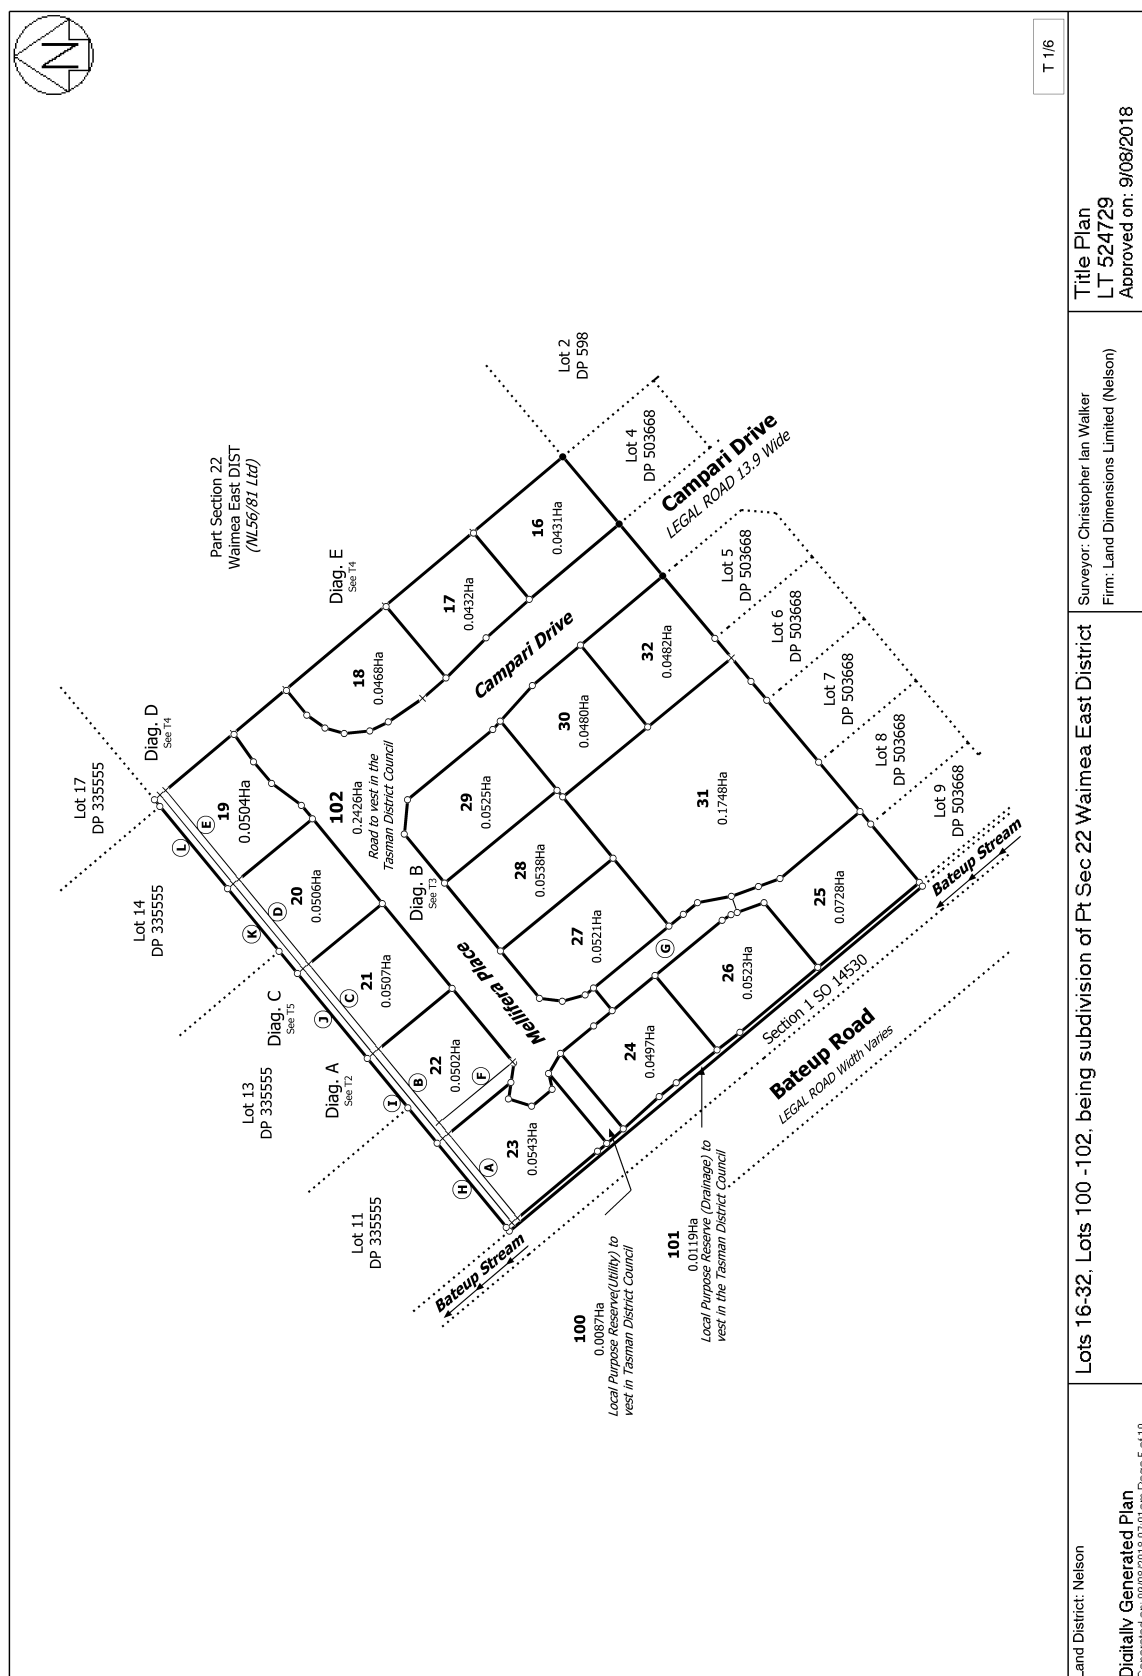 N
T 1/6
Lot 17
DP 335555
Lot 14
DP 335555
Lot 13
DP 335555
Lot 11
DP 335555
Part Section 22
Waimea East DIST
(NL56/81 Ltd)
Lot 2
DP 598
Lot 4
DP 503668
Lot 5
DP 503668
Lot 6
DP 503668
Lot 7
DP 503668
Lot 8
DP 503668
Lot 9
DP 503668
Diag. D
See T4
Diag. E
See T4
Diag. C
See T5
Diag. A
See T2
Diag. B
See T3
L
K
J
I
H
E
D
C
B
A
F
G
19
0.0504Ha
20
0.0506Ha
21
0.0507Ha
22
0.0502Ha
23
0.0543Ha
18
0.0468Ha
17
0.0432Ha
16
0.0431Ha
102
0.2426Ha
Road to vest in the
Tasman District Council
Campari Drive
Campari Drive
LEGAL ROAD 13.9 Wide
Mellifera Place
32
0.0482Ha
30
0.0480Ha
29
0.0525Ha
28
0.0538Ha
27
0.0521Ha
31
0.1748Ha
25
0.0728Ha
26
0.0523Ha
24
0.0497Ha
Section 1 SO 14530
Bateup Road
LEGAL ROAD Width Varies
Bateup Stream
Bateup Stream
100
0.0087Ha
Local Purpose Reserve(Utility) to
vest in Tasman District Council
101
0.0119Ha
Local Purpose Reserve (Drainage) to
vest in the Tasman District Council
Land District: Nelson
Digitally Generated Plan
Generated on: 09/08/2018 07:01am Page 5 of 19
Lots 16-32, Lots 100 -102, being subdivision of Pt Sec 22 Waimea East District
Surveyor: Christopher Ian Walker
Firm: Land Dimensions Limited (Nelson)
Title Plan
LT 524729
Approved on: 9/08/2018